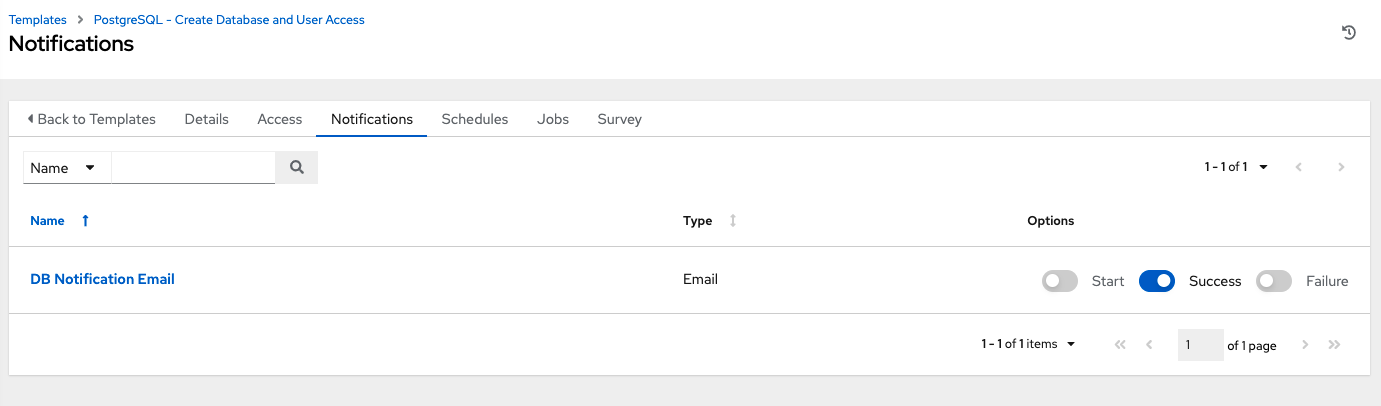 Templates > PostgreSQL - Create Database and User Access
Notifications
Back to Templates Details Access Notifications Schedules Jobs Survey
Name 1 - 1 of 1
Name Type Options
DB Notification Email Email Start Success Failure
1 - 1 of 1 items 1 of 1 page